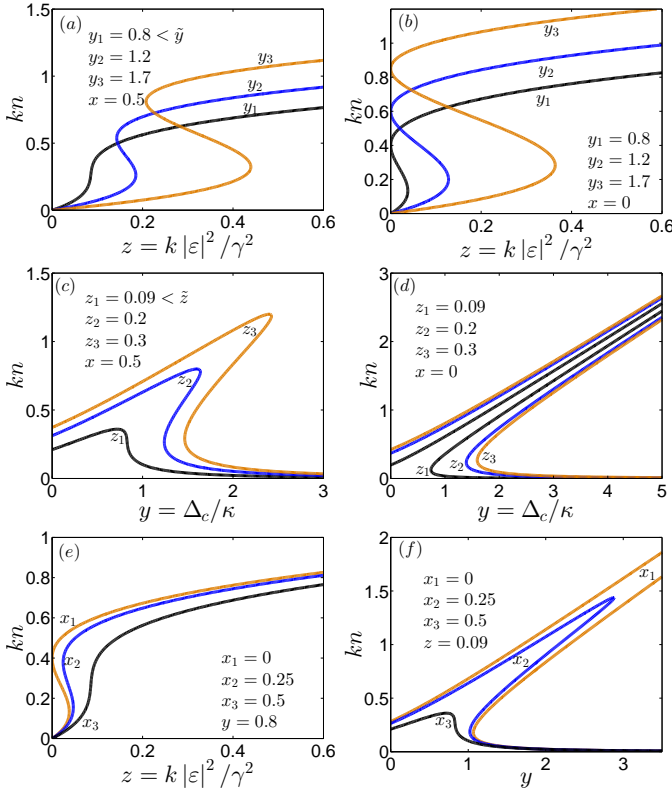 (a)
y₁ = 0.8 < ỹ
y₂ = 1.2
y₃ = 1.7
x = 0.5
y₃
y₂
y₁
kn
0
0.5
1
1.5
0
0.2
0.4
0.6
z = k |ε|² /γ²
(b)
y₃
y₂
y₁
y₁ = 0.8
y₂ = 1.2
y₃ = 1.7
x = 0
kn
0
0.2
0.4
0.6
0.8
1
0
0.2
0.4
0.6
z = k |ε|² /γ²
(c)
z₁ = 0.09 < z̃
z₂ = 0.2
z₃ = 0.3
x = 0.5
z₃
z₂
z₁
kn
0
0.5
1
1.5
0
1
2
3
y = Δc/κ
(d)
z₁ = 0.09
z₂ = 0.2
z₃ = 0.3
x = 0
z₁
z₂
z₃
kn
0
1
2
3
0
1
2
3
4
5
y = Δc/κ
(e)
x₁
x₂
x₃
x₁ = 0
x₂ = 0.25
x₃ = 0.5
y = 0.8
kn
0
0.2
0.4
0.6
0.8
1
0
0.2
0.4
0.6
z = k |ε|² /γ²
(f)
x₁ = 0
x₂ = 0.25
x₃ = 0.5
z = 0.09
x₁
x₂
x₃
kn
0
0.5
1
1.5
2
0
1
2
3
y